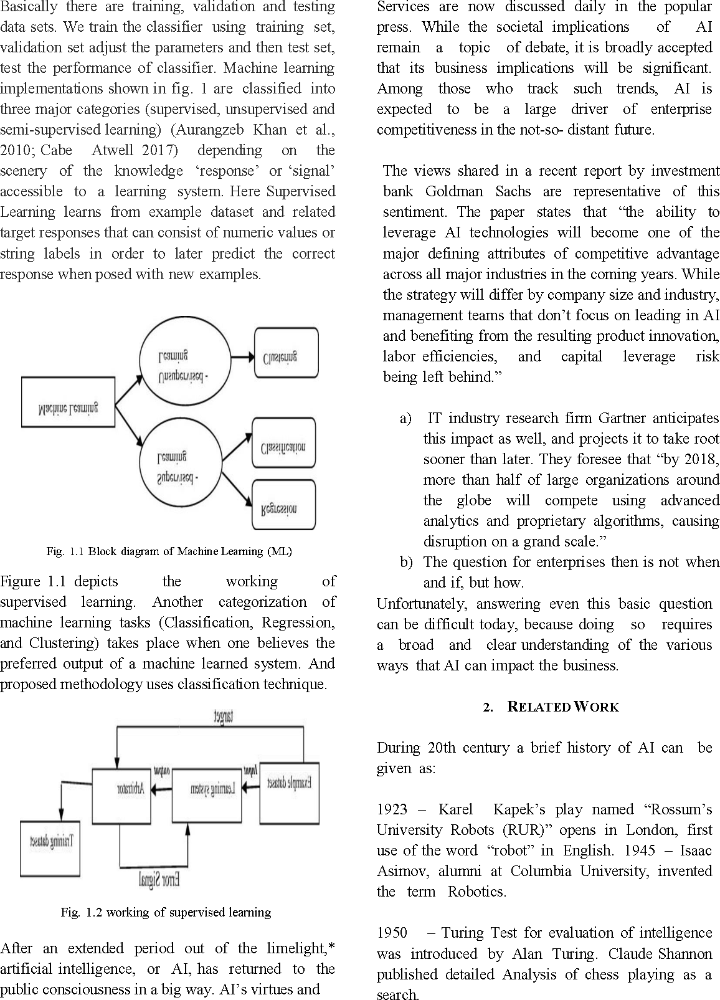 Basically there are training, validation and testing
data sets. We train the classifier using training set,
validation set adjust the parameters and then test set,
test the performance of classifier. Machine learning
implementations shown in fig. 1 are classified into
three major categories (supervised, unsupervised and
semi-supervised learning) (Aurangzeb Khan et al.,
2010; Cabe Atwell 2017) depending on the
scenery of the knowledge ‘response’ or ‘signal’
accessible to a learning system. Here Supervised
Learning learns from example dataset and related
target responses that can consist of numeric values or
string labels in order to later predict the correct
response when posed with new examples.
Learning
Unsupervised -
Clustering
Machine Learning
Learning
Supervised -
Classification
Regression
Fig. 1.1 Block diagram of Machine Learning (ML)
Figure 1.1 depicts the working of
supervised learning. Another categorization of
machine learning tasks (Classification, Regression,
and Clustering) takes place when one believes the
preferred output of a machine learned system. And
proposed methodology uses classification technique.
target
output
Input
Arbitrator
Learning system
Example dataset
Training dataset
Error Signal
Fig. 1.2 working of supervised learning
After an extended period out of the limelight,*
artificial intelligence, or AI, has returned to the
public consciousness in a big way. AI’s virtues and
Services are now discussed daily in the popular
press. While the societal implications of AI
remain a topic of debate, it is broadly accepted
that its business implications will be significant.
Among those who track such trends, AI is
expected to be a large driver of enterprise
competitiveness in the not-so- distant future.
The views shared in a recent report by investment
bank Goldman Sachs are representative of this
sentiment. The paper states that “the ability to
leverage AI technologies will become one of the
major defining attributes of competitive advantage
across all major industries in the coming years. While
the strategy will differ by company size and industry,
management teams that don’t focus on leading in AI
and benefiting from the resulting product innovation,
labor efficiencies, and capital leverage risk
being left behind.”
a) IT industry research firm Gartner anticipates
this impact as well, and projects it to take root
sooner than later. They foresee that “by 2018,
more than half of large organizations around
the globe will compete using advanced
analytics and proprietary algorithms, causing
disruption on a grand scale.”
b) The question for enterprises then is not when
and if, but how.
Unfortunately, answering even this basic question
can be difficult today, because doing so requires
a broad and clear understanding of the various
ways that AI can impact the business.
2. RELATED WORK
During 20th century a brief history of AI can be
given as:
1923 – Karel Kapek’s play named “Rossum’s
University Robots (RUR)” opens in London, first
use of the word “robot” in English. 1945 – Isaac
Asimov, alumni at Columbia University, invented
the term Robotics.
1950 – Turing Test for evaluation of intelligence
was introduced by Alan Turing. Claude Shannon
published detailed Analysis of chess playing as a
search.